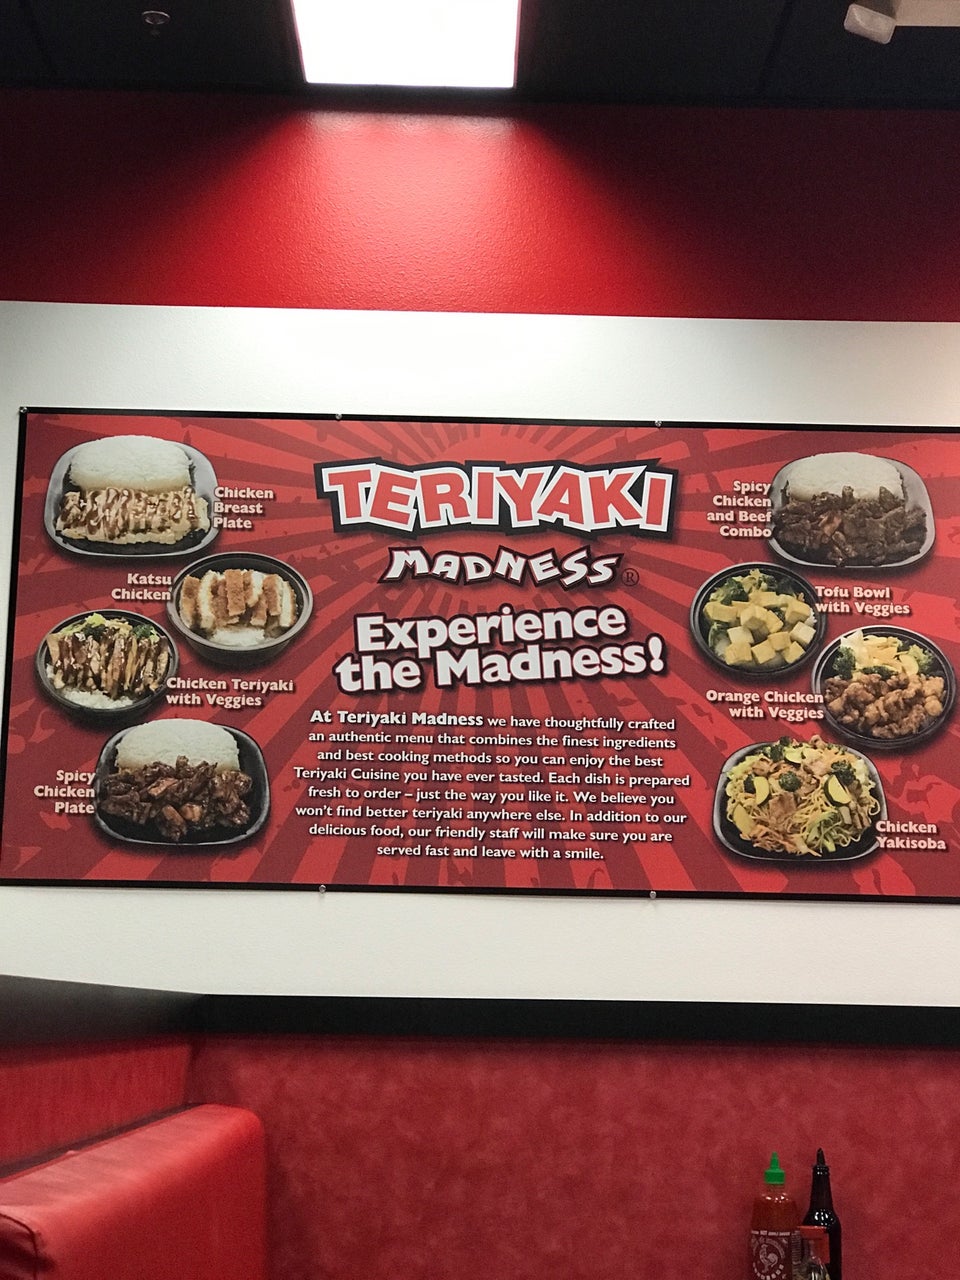 TERIYAKI
MADNESS®
Experience
the Madness!
At Teriyaki Madness we have thoughtfully crafted
an authentic menu that combines the finest ingredients
and best cooking methods so you can enjoy the best
Teriyaki Cuisine you have ever tasted. Each dish is prepared
fresh to order – just the way you like it. We believe you
won't find better teriyaki anywhere else. In addition to our
delicious food, our friendly staff will make sure you are
served fast and leave with a smile.
Chicken
Breast
Plate
Katsu
Chicken
Chicken Teriyaki
with Veggies
Spicy
Chicken
Plate
Spicy
Chicken
and Beef
Combo
Tofu Bowl
with Veggies
Orange Chicken
with Veggies
Chicken
Yakisoba